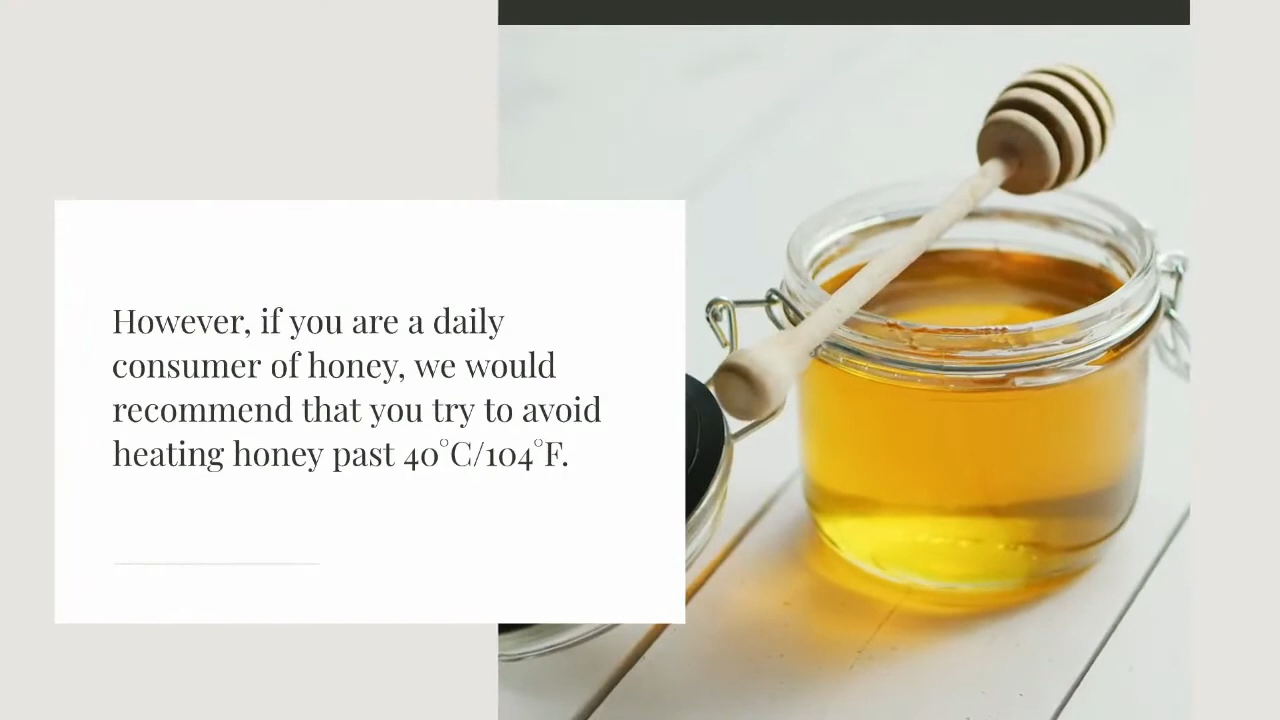 However, if you are a daily
consumer of honey, we would
recommend that you try to avoid
heating honey past 40°C/104°F.